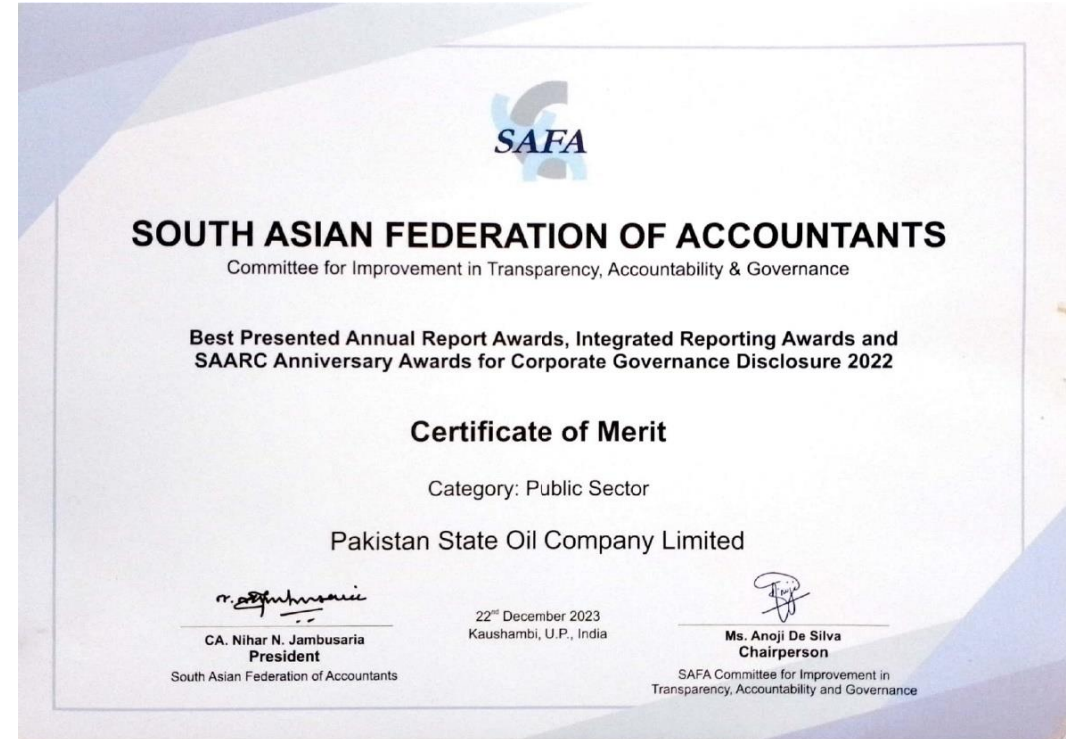 SAFA
SOUTH ASIAN FEDERATION OF ACCOUNTANTS
Committee for Improvement in Transparency, Accountability & Governance
Best Presented Annual Report Awards, Integrated Reporting Awards and
SAARC Anniversary Awards for Corporate Governance Disclosure 2022
Certificate of Merit
Category: Public Sector
Pakistan State Oil Company Limited
CA. Nihar N. Jambusaria
President
South Asian Federation of Accountants
22nd December 2023
Kaushambi, U.P., India
Ms. Anoji De Silva
Chairperson
SAFA Committee for Improvement in
Transparency, Accountability and Governance